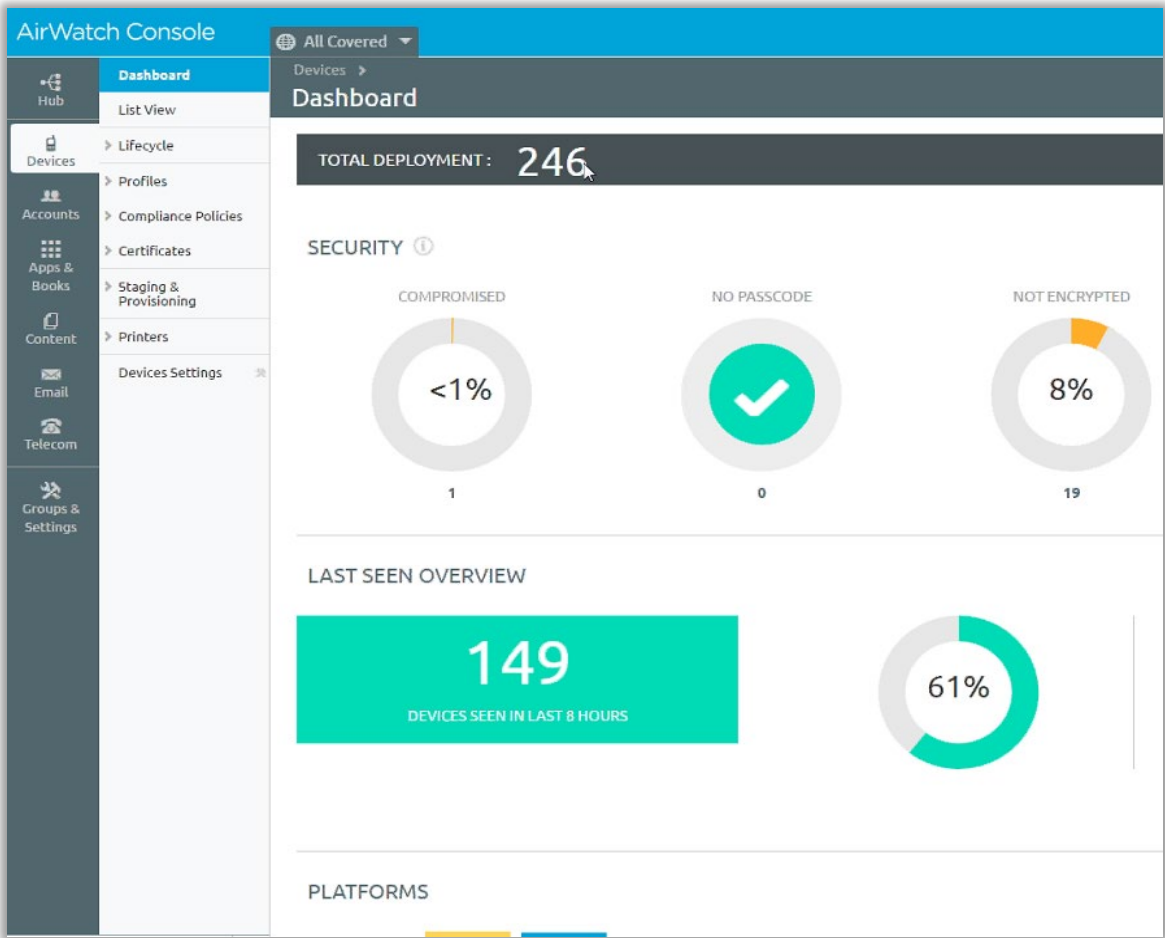 AirWatch Console
All Covered
Hub
Devices
Accounts
Apps &
Books
Content
Email
Telecom
Groups &
Settings
Dashboard
List View
Lifecycle
Profiles
Compliance Policies
Certificates
Staging &
Provisioning
Printers
Devices Settings
Devices >
Dashboard
TOTAL DEPLOYMENT : 246
SECURITY
COMPROMISED
<1%
1
NO PASSCODE
0
NOT ENCRYPTED
8%
19
LAST SEEN OVERVIEW
149
DEVICES SEEN IN LAST 8 HOURS
61%
PLATFORMS